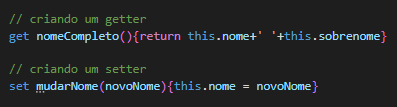 // criando um getter
get nomeCompleto(){return this.nome+' '+this.sobrenome}
// criando um setter
set mudarNome(novoNome){this.nome = novoNome}